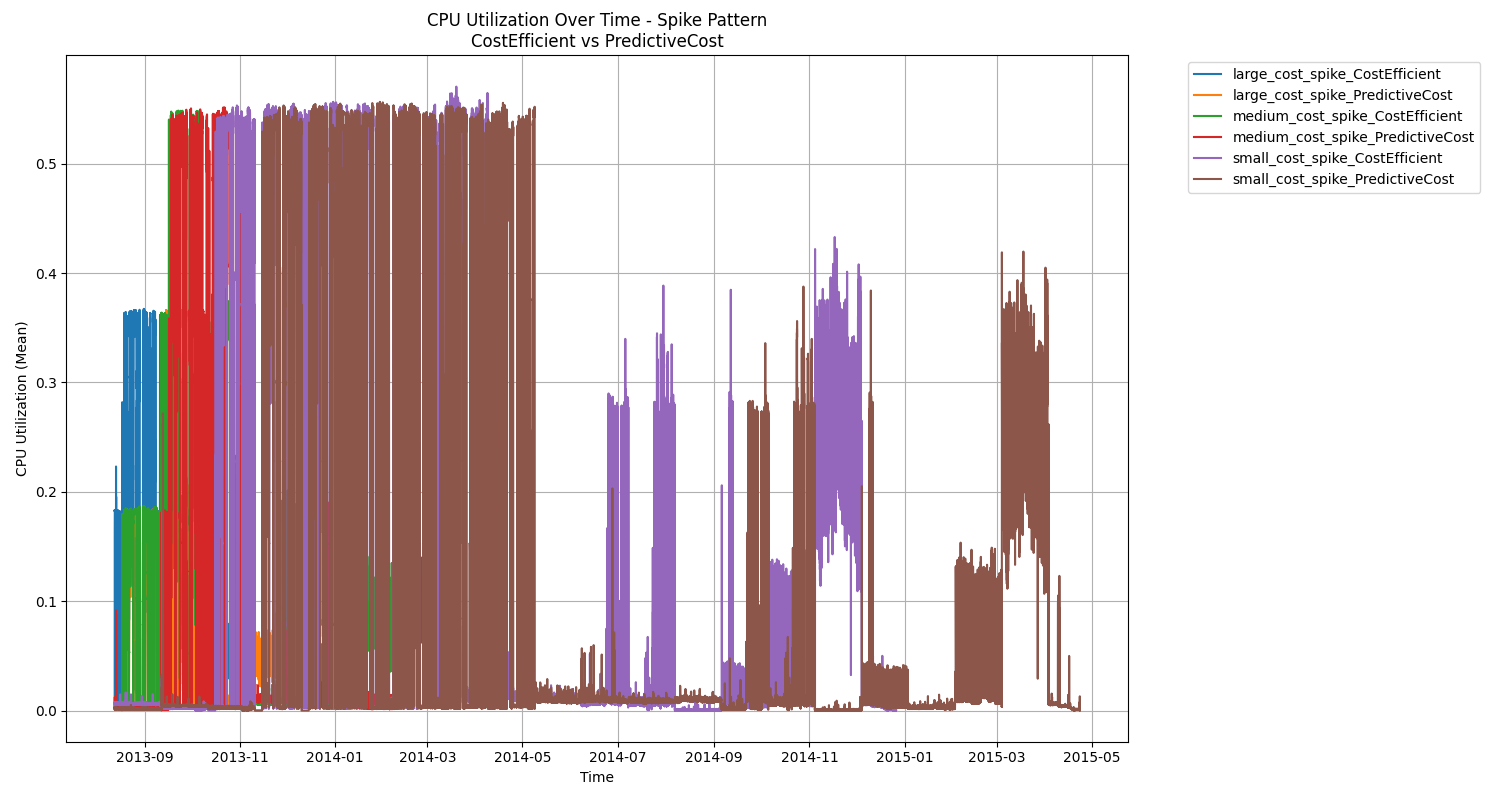 CPU Utilization Over Time - Spike Pattern
CostEfficient vs PredictiveCost
large_cost_spike_CostEfficient
large_cost_spike_PredictiveCost
medium_cost_spike_CostEfficient
medium_cost_spike_PredictiveCost
small_cost_spike_CostEfficient
small_cost_spike_PredictiveCost
CPU Utilization (Mean)
0.5
0.4
0.3
0.2
0.1
0.0
2013-09
2013-11
2014-01
2014-03
2014-05
2014-07
2014-09
2014-11
2015-01
2015-03
2015-05
Time